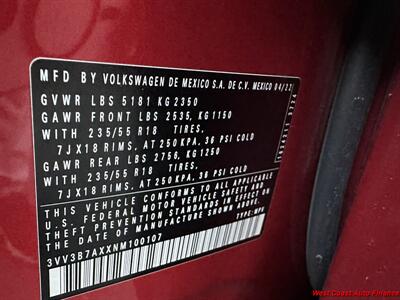 MFD BY VOLKSWAGEN DE MEXICO S.A. DE C.V. MEXICO 04/22
GVWR LBS 5181 KG 2350
GAWR FRONT LBS 2535, KG 1150
WITH 235/55 R18 TIRES,
7JX18 RIMS, AT 250 KPA, 36 PSI COLD
GAWR REAR LBS 2756, KG 1250
WITH 235/55 R18 TIRES,
7JX18 RIMS, AT 250 KPA, 36 PSI COLD
THIS VEHICLE CONFORMS TO ALL APPLICABLE
U.S. FEDERAL MOTOR VEHICLE SAFETY AND
THEFT PREVENTION STANDARDS IN EFFECT ON THE
DATE OF MANUFACTURE SHOWN ABOVE.
3VV3B7AXXNM100107 TYPE: MPV
West Coast Auto Finance